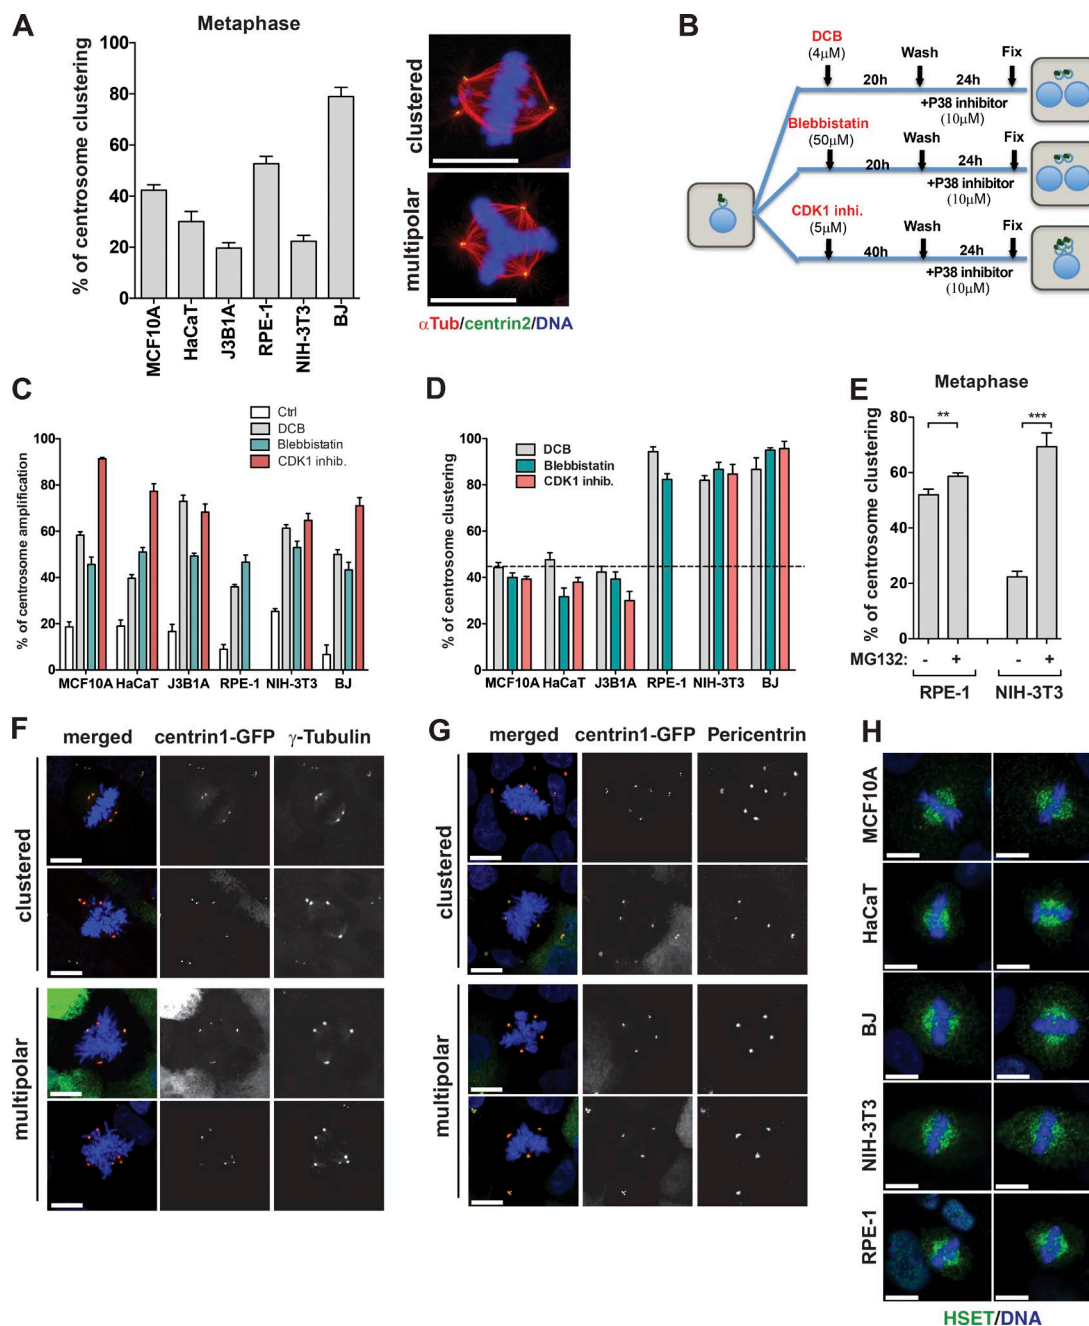 A
Metaphase
% of centrosome clustering
100
80
60
40
20
0
MCF10A
HaCaT
J3B1A
RPE-1
NIH-3T3
BJ
clustered
multipolar
αTub/centrin2/DNA
B
DCB
(4μM)
Wash
Fix
20h
24h
+P38 inhibitor
(10μM)
Blebbistatin
(50μM)
Wash
Fix
20h
24h
+P38 inhibitor
(10μM)
CDK1 inhi.
(5μM)
Wash
Fix
40h
24h
+P38 inhibitor
(10μM)
C
Ctrl
DCB
Blebbistatin
CDK1 inhib.
% of centrosome amplification
100
80
60
40
20
0
MCF10A HaCaT J3B1A RPE-1 NIH-3T3 BJ
D
DCB
Blebbistatin
CDK1 inhib.
% of centrosome clustering
100
80
60
40
20
0
MCF10A HaCaT J3B1A RPE-1 NIH-3T3 BJ
E
Metaphase
% of centrosome clustering
80
60
40
20
0
** ***
MG132: - + - +
RPE-1 NIH-3T3
F
merged centrin1-GFP γ-Tubulin
clustered
multipolar
G
merged centrin1-GFP Pericentrin
clustered
multipolar
H
MCF10A
HaCaT
BJ
NIH-3T3
RPE-1
HSET/DNA